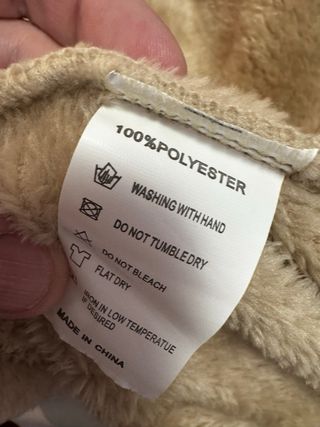 100%POLYESTER
WASHING WITH HAND
DO NOT TUMBLE DRY
DO NOT BLEACH
FLAT DRY
IRON IN LOW TEMPERATUE
IF DESIRED
MADE IN CHINA